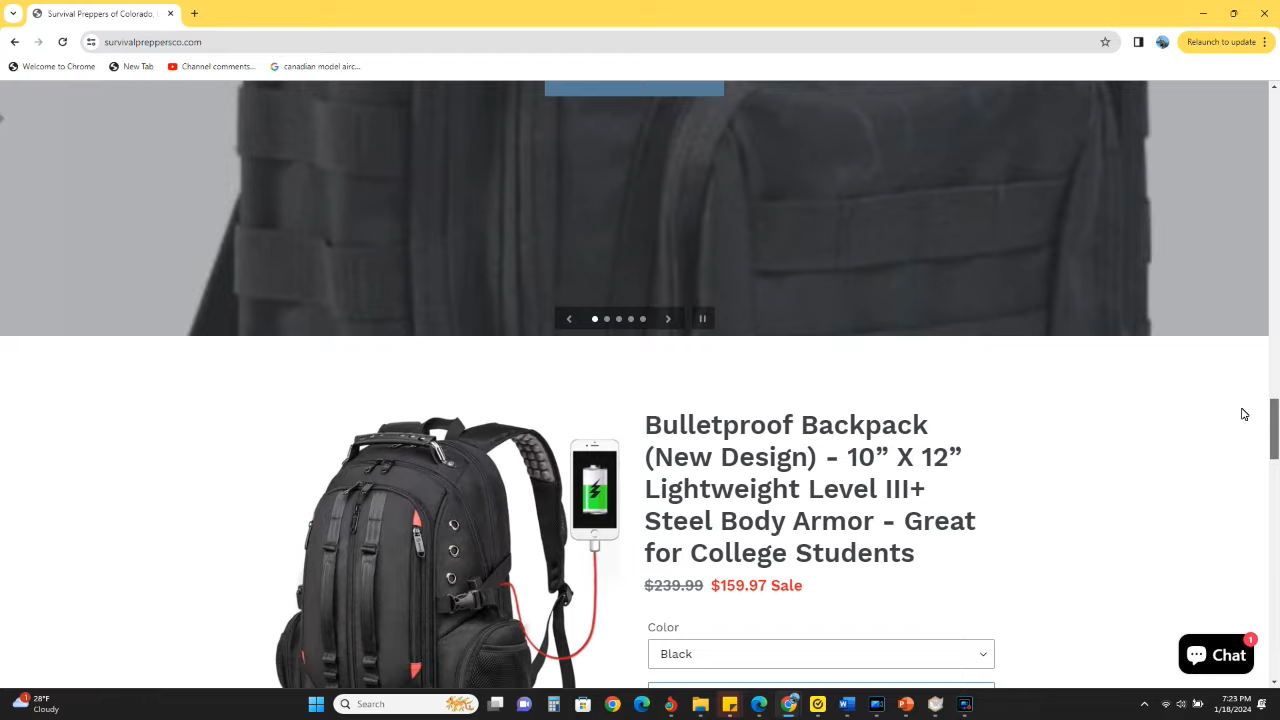 Survival Preppers of Colorado,
survivalpreppersco.com
Relaunch to update
Welcome to Chrome
New Tab
Channel comments...
canadian model airc...
Bulletproof Backpack
(New Design) - 10” X 12”
Lightweight Level III+
Steel Body Armor - Great
for College Students
$239.99 $159.97 Sale
Color
Black
Chat
1
1
28°F
Cloudy
Search
7:23 PM
1/18/2024